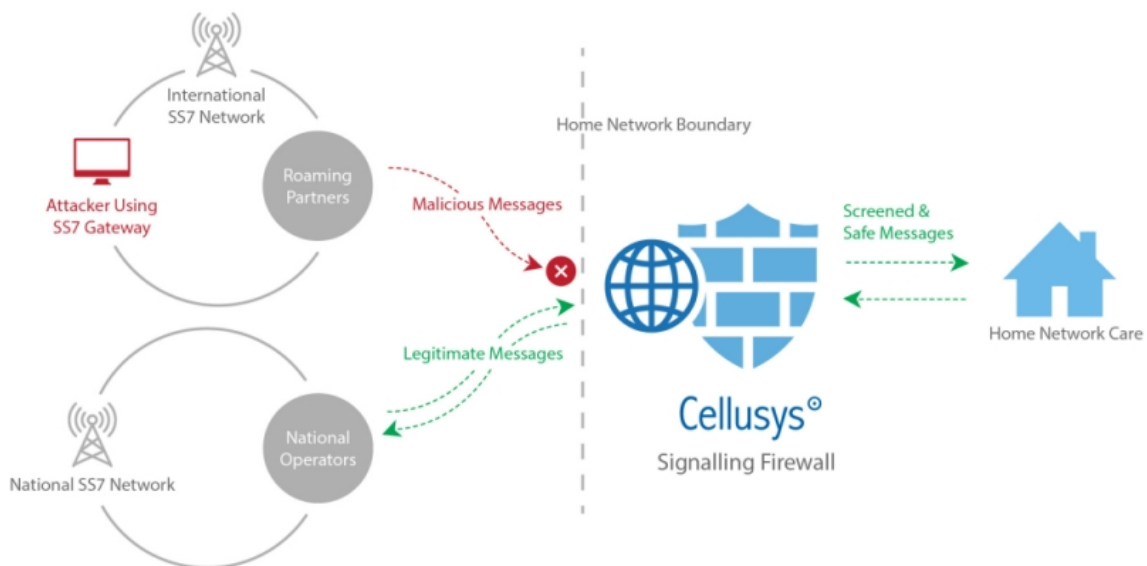 International
SS7 Network
Home Network Boundary
Roaming
Partners
Attacker Using
SS7 Gateway
Malicious Messages
Screened &
Safe Messages
Home Network Care
Legitimate Messages
Cellusys
Signalling Firewall
National
Operators
National SS7 Network